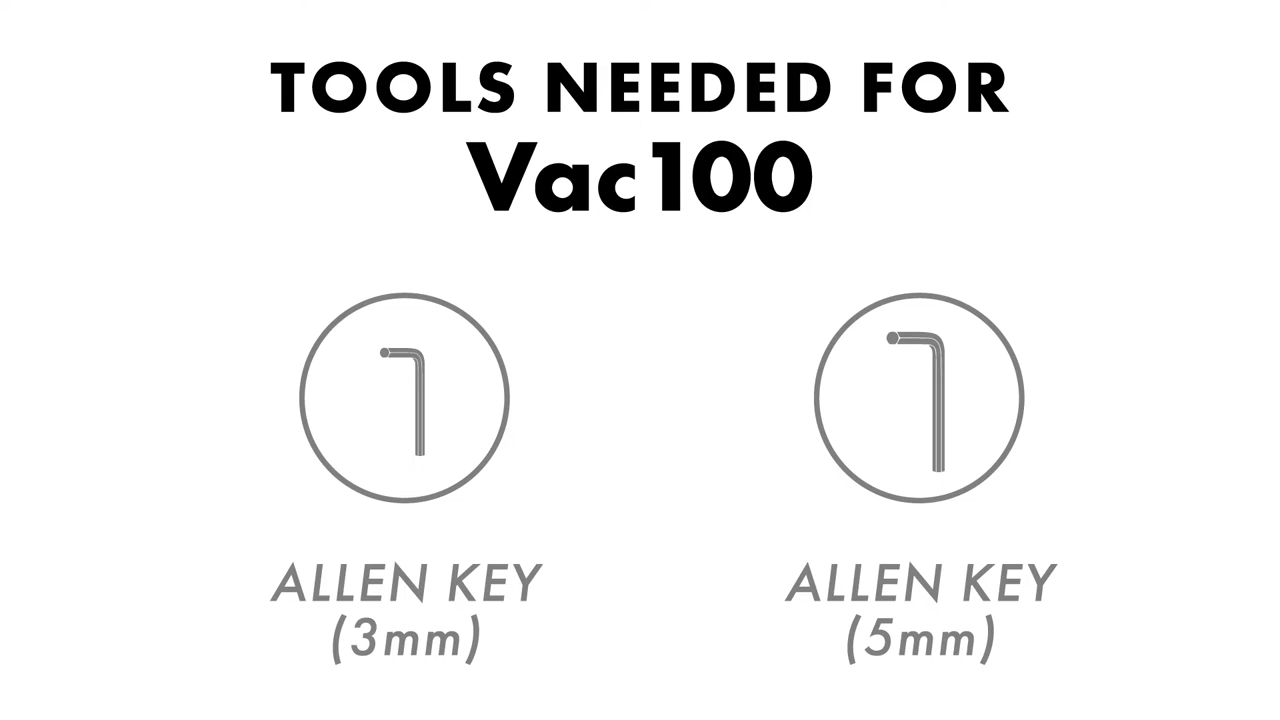 TOOLS NEEDED FOR
Vac100
ALLEN KEY
(3mm)
ALLEN KEY
(5mm)